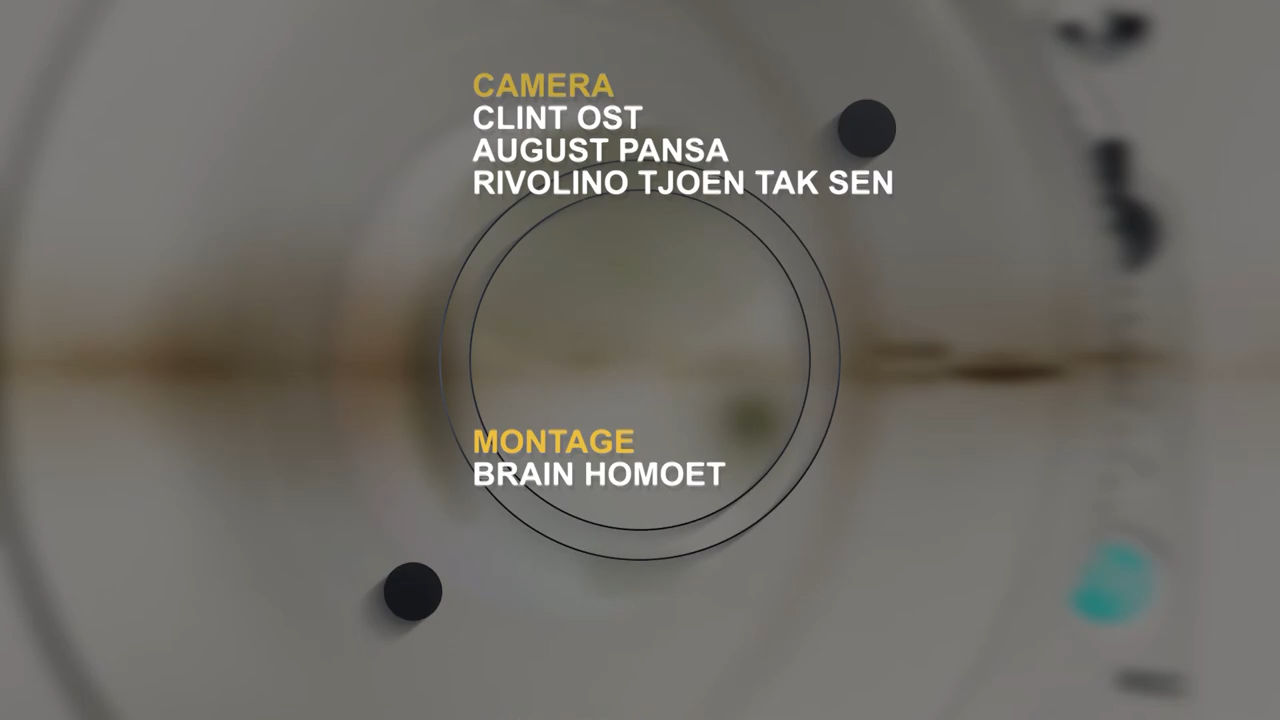 CAMERA
CLINT OST
AUGUST PANSA
RIVOLINO TJOEN TAK SEN
MONTAGE
BRAIN HOMOET